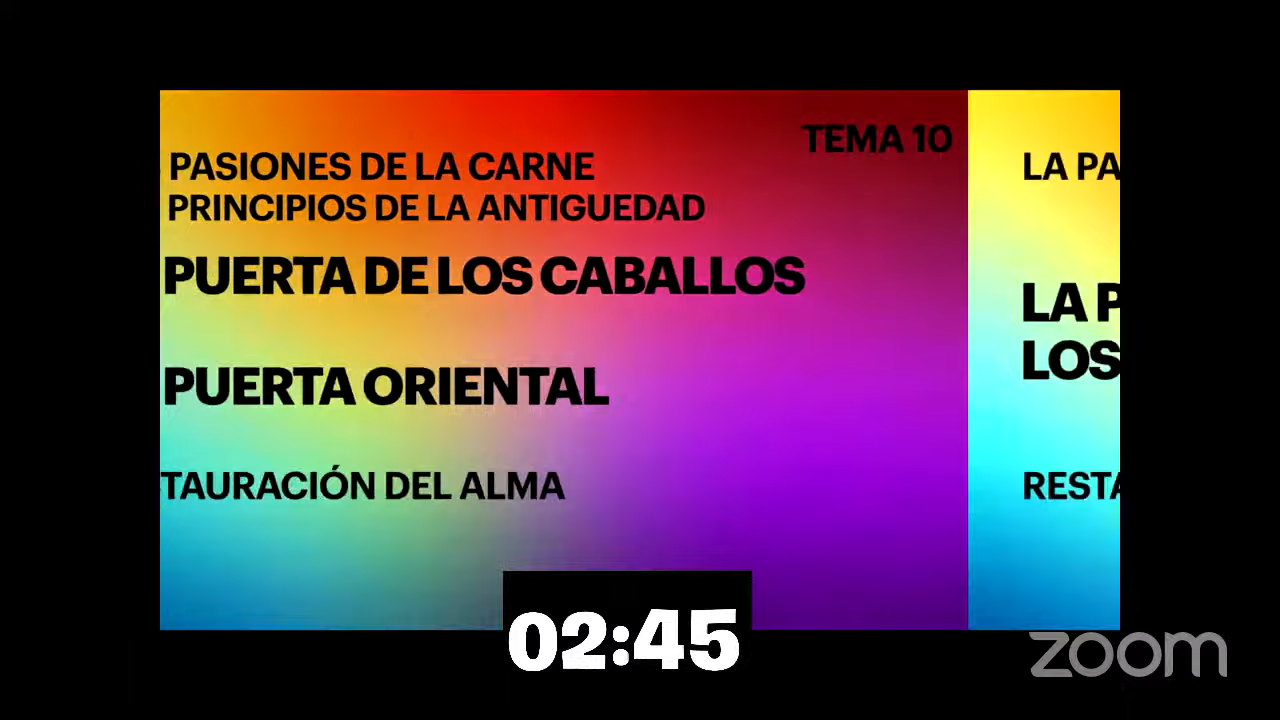 TEMA 10
PASIONES DE LA CARNE
PRINCIPIOS DE LA ANTIGUEDAD
PUERTA DE LOS CABALLOS
PUERTA ORIENTAL
TAURACIÓN DEL ALMA
LA PA
LA P
LOS
RESTA
02:45
zoom